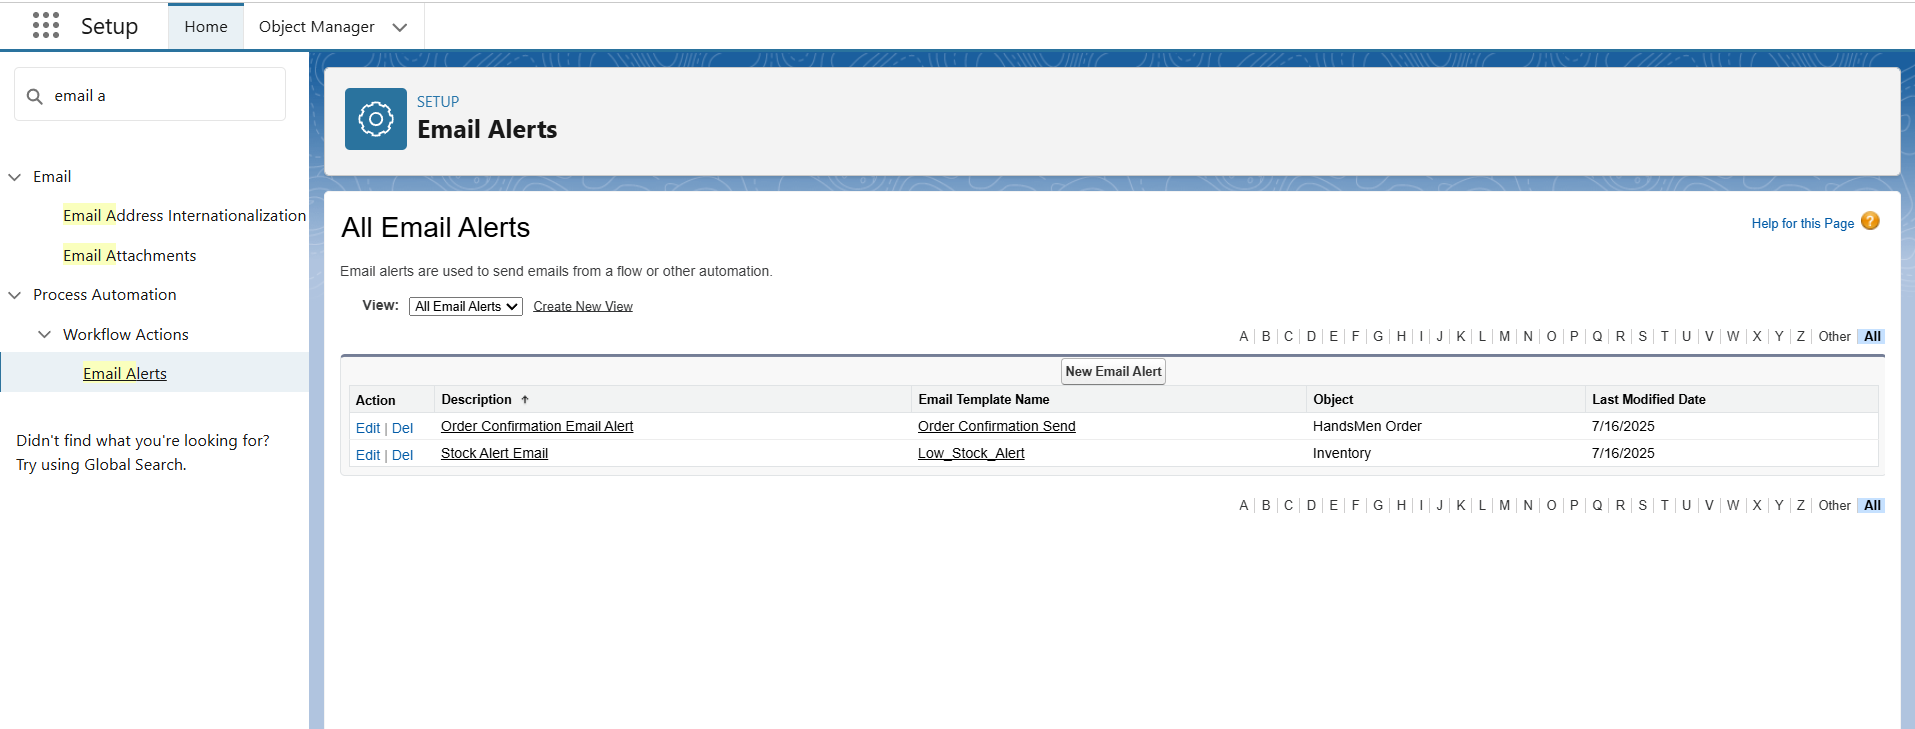 Setup
Home
Object Manager
email a
Email
Email Address Internationalization
Email Attachments
Process Automation
Workflow Actions
Email Alerts
Didn't find what you're looking for?
Try using Global Search.
SETUP
Email Alerts
All Email Alerts
Help for this Page ?
Email alerts are used to send emails from a flow or other automation.
View: All Email Alerts Create New View
A | B | C | D | E | F | G | H | I | J | K | L | M | N | O | P | Q | R | S | T | U | V | W | X | Y | Z | Other | All
New Email Alert
Action Description ↑ Email Template Name Object Last Modified Date
Edit | Del Order Confirmation Email Alert Order Confirmation Send HandsMen Order 7/16/2025
Edit | Del Stock Alert Email Low_Stock_Alert Inventory 7/16/2025
A | B | C | D | E | F | G | H | I | J | K | L | M | N | O | P | Q | R | S | T | U | V | W | X | Y | Z | Other | All